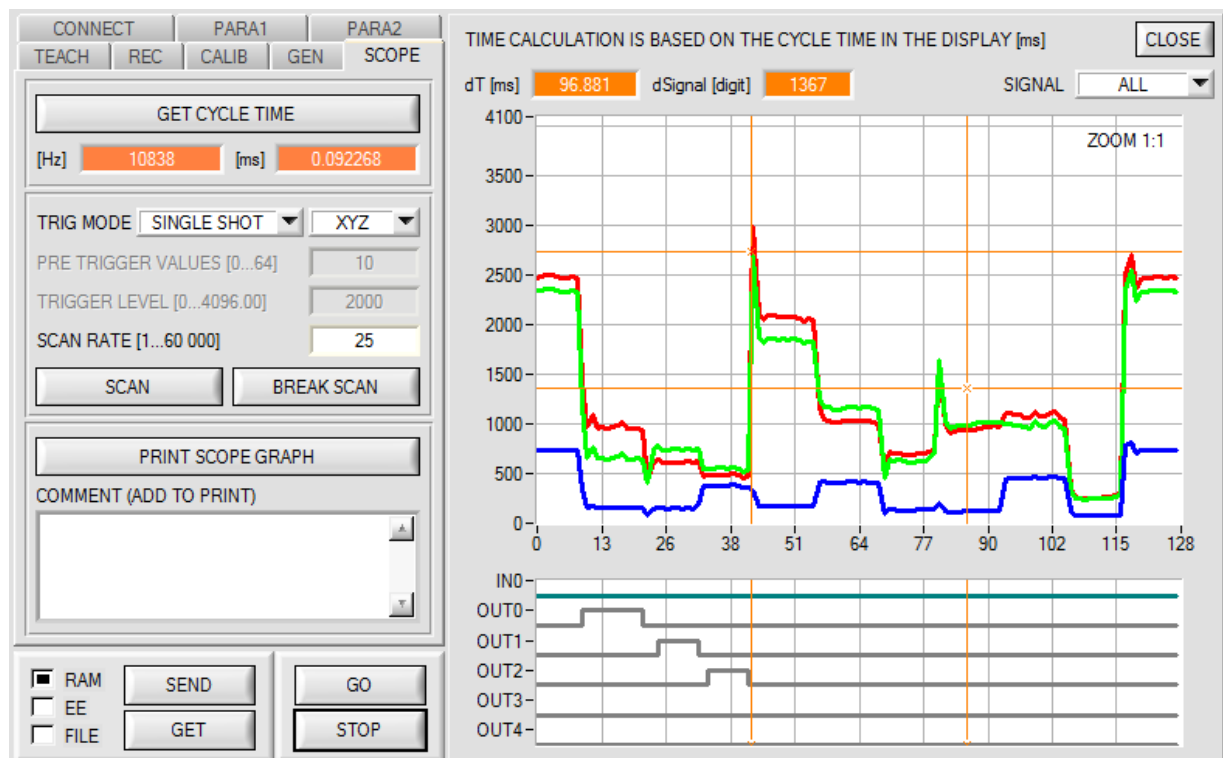 CONNECT PARA1 PARA2
TEACH REC CALIB GEN SCOPE
GET CYCLE TIME
[Hz] 10838 [ms] 0.092268
TRIG MODE SINGLE SHOT XYZ
PRE TRIGGER VALUES [0...64] 10
TRIGGER LEVEL [0...4096.00] 2000
SCAN RATE [1...60 000] 25
SCAN BREAK SCAN
PRINT SCOPE GRAPH
COMMENT (ADD TO PRINT)
RAM
EE
FILE
SEND
GET
GO
STOP
TIME CALCULATION IS BASED ON THE CYCLE TIME IN THE DISPLAY [ms] CLOSE
dT [ms] 96.881 dSignal [digit] 1367 SIGNAL ALL
ZOOM 1:1
4100
3500
3000
2500
2000
1500
1000
500
0
0 13 26 38 51 64 77 90 102 115 128
IN0
OUT0
OUT1
OUT2
OUT3
OUT4